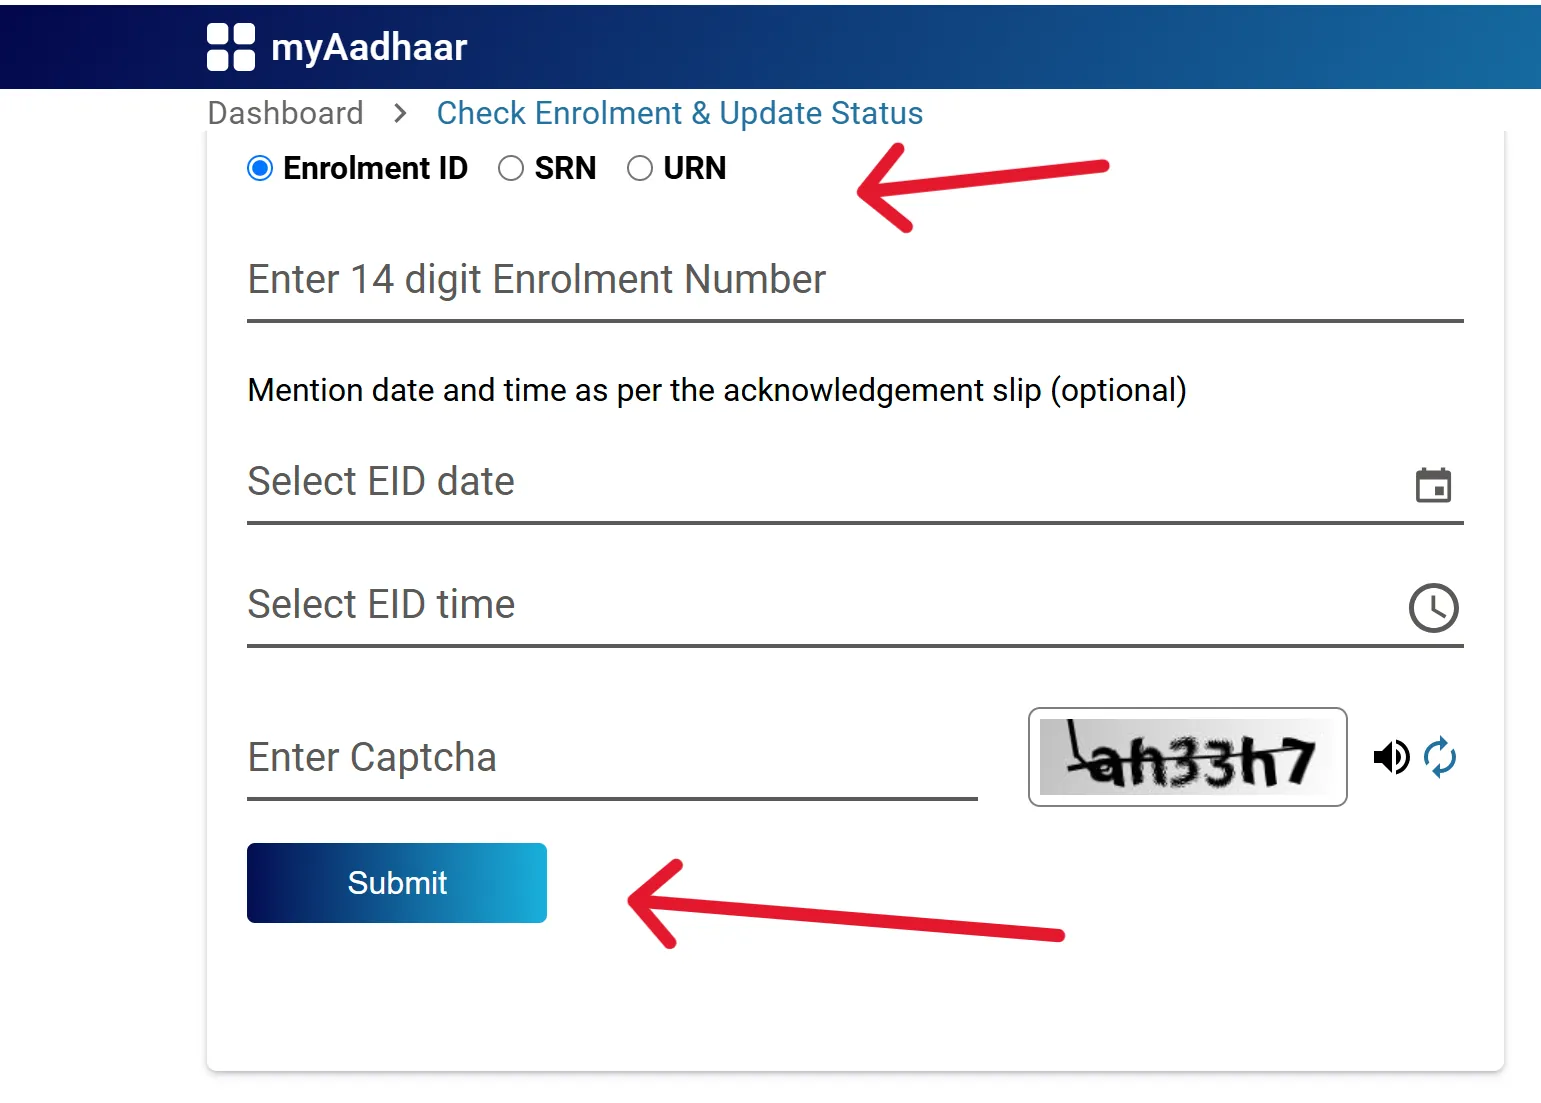 myAadhaar
Dashboard > Check Enrolment & Update Status
Enrolment ID SRN URN
Enter 14 digit Enrolment Number
Mention date and time as per the acknowledgement slip (optional)
Select EID date
Select EID time
Enter Captcha
Submit